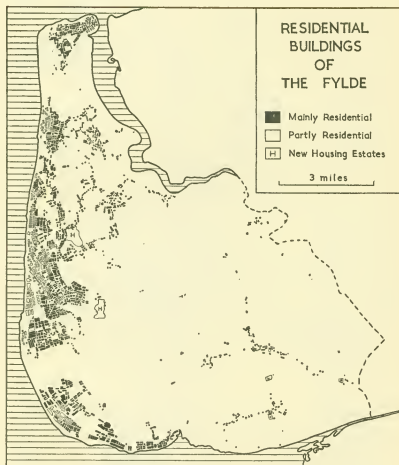 RESIDENTIAL
BUILDINGS
OF
THE FYLDE
Mainly Residential
Partly Residential
H New Housing Estates
3 miles
H
H